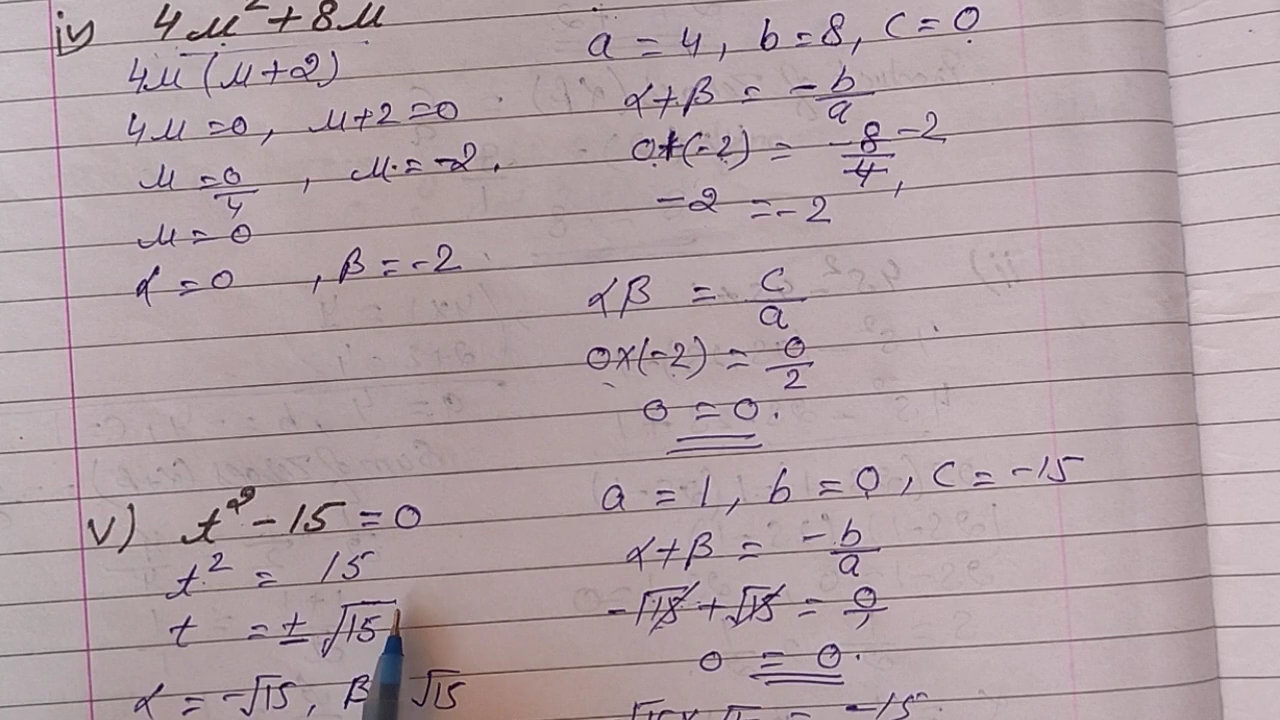 iv) 4u² + 8u
4u (u+2)
4u = 0, u+2 = 0
u = 0/4 , u = -2.
u = 0
α = 0 , β = -2
a = 4, b = 8, c = 0
α+β = -b/a
0+(-2) = -8/4 -2
-2 = -2
αβ = c/a
0×(-2) = 0/2
0 = 0.
v) t² - 15 = 0
t² = 15
t = ± √15
α = -√15, β √15
a = 1, b = 0, c = -15
α+β = -b/a
-√15 + √15 = 0/1
0 = 0.
= -15